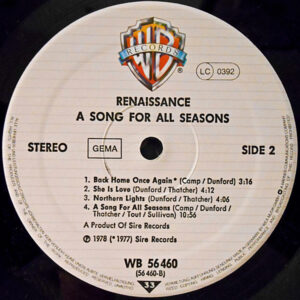 WB
RECORDS
LC 0392
RENAISSANCE
A SONG FOR ALL SEASONS
STEREO
GEMA
SIDE 2
1. Back Home Once Again* (Camp / Dunford) 3:16
2. She Is Love (Dunford / Thatcher) 4:12
3. Northern Lights (Dunford / Thatcher) 4:06
4. A Song For All Seasons (Camp / Dunford /
Thatcher / Tout / Sullivan) 10:56
A Product Of Sire Records
℗ 1978 (*1977) Sire Records
WB 56 460
(56 460-B)
33